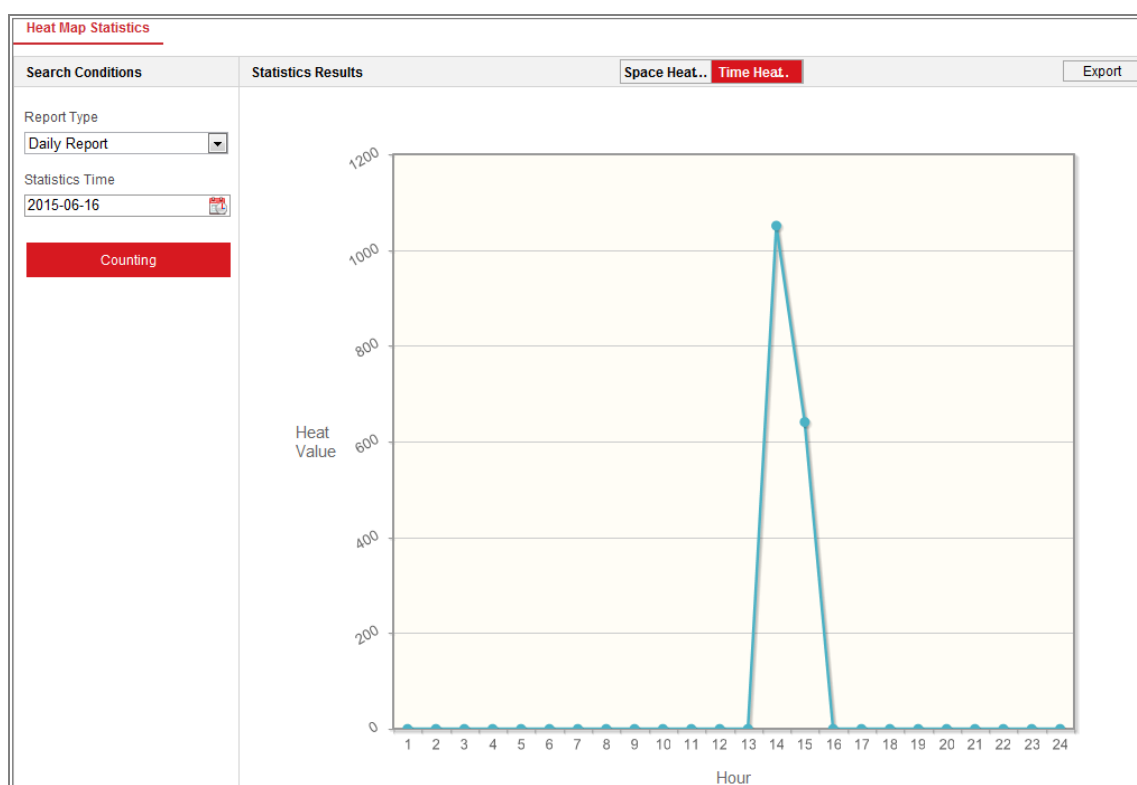 Heat Map Statistics
Search Conditions
Statistics Results
Space Heat...
Time Heat..
Export
Report Type
Daily Report
Statistics Time
2015-06-16
Counting
1200
1000
800
600
400
200
0
Heat
Value
1 2 3 4 5 6 7 8 9 10 11 12 13 14 15 16 17 18 19 20 21 22 23 24
Hour